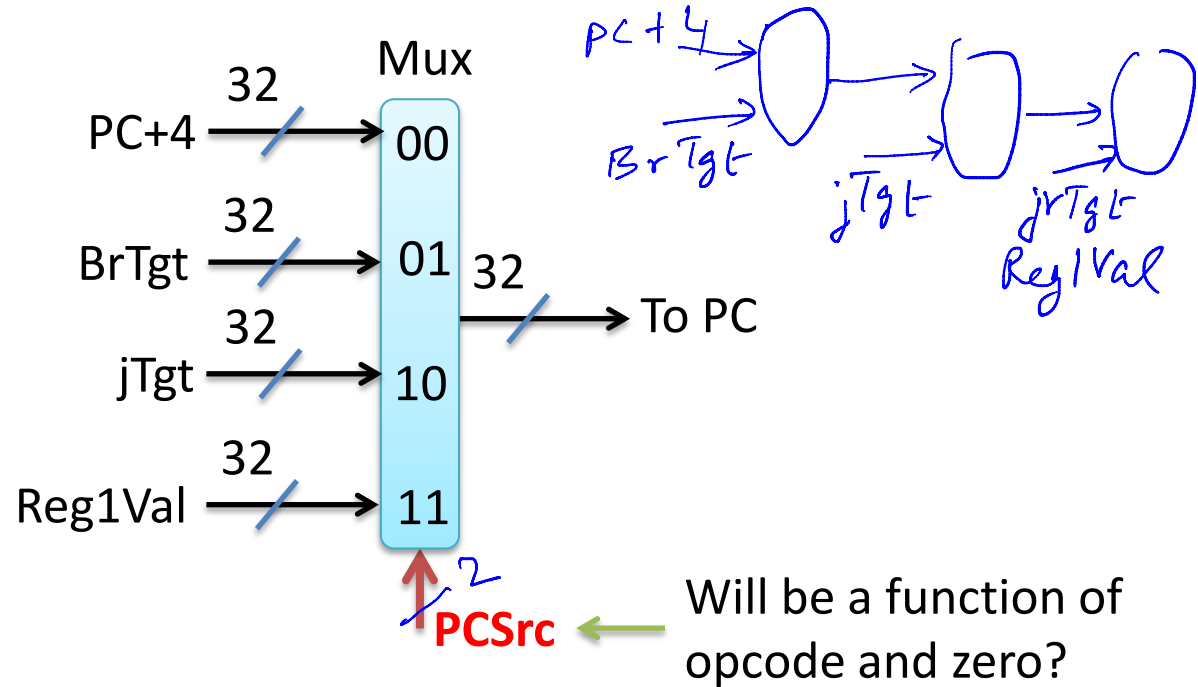 Mux
32
PC+4
00
32
BrTgt
01
32
To PC
32
jTgt
10
32
Reg1Val
11
2
PCSrc
Will be a function of
opcode and zero?
PC+4
BrTgt
jTgt
jrTgt
Reg1Val